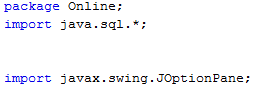 package Online;
import java.sql.*;
import javax.swing.JOptionPane;